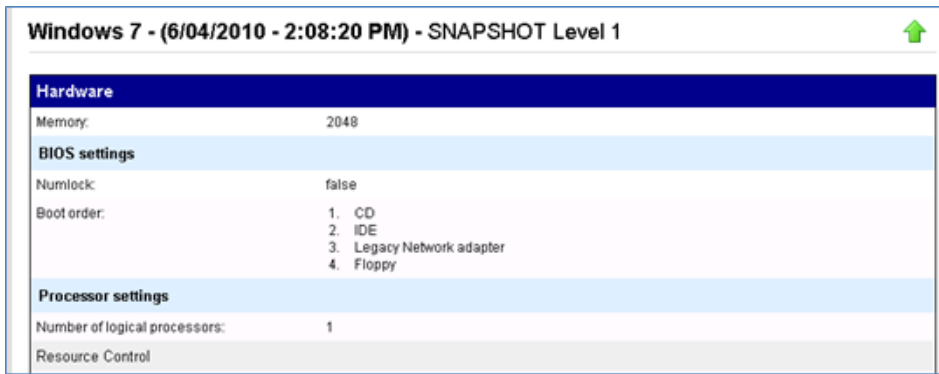 Windows 7 - (6/04/2010 - 2:08:20 PM) - SNAPSHOT Level 1
Hardware
Memory: 2048
BIOS settings
Numlock: false
Boot order: 1. CD
2. IDE
3. Legacy Network adapter
4. Floppy
Processor settings
Number of logical processors: 1
Resource Control